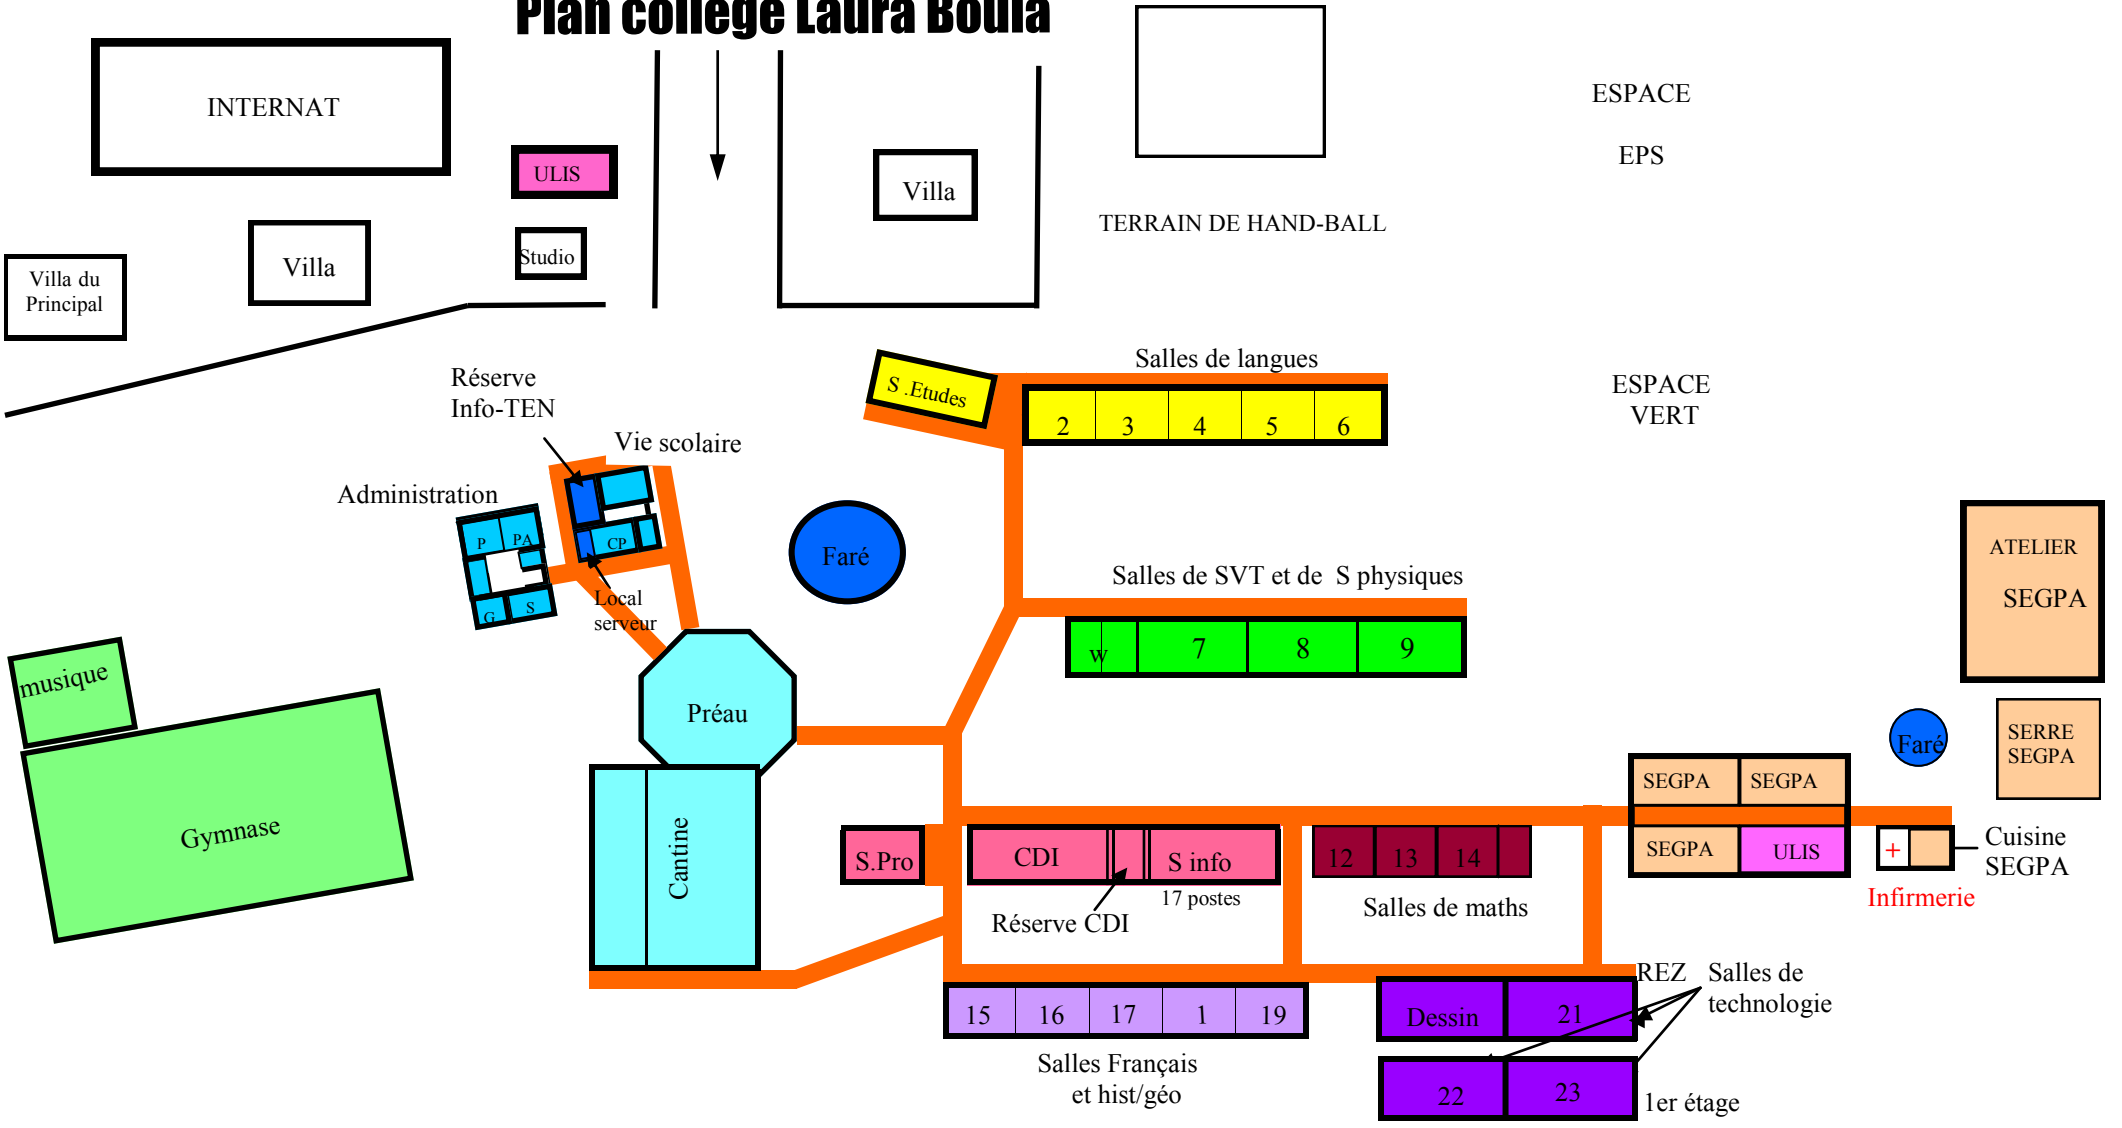 Plan collège Laura Boula
INTERNAT
ESPACE
EPS
ULIS
Villa
TERRAIN DE HAND-BALL
Studio
Villa
Villa du
Principal
Salles de langues
Réserve
Info-TEN
S .Etudes
2 3 4 5 6
ESPACE
VERT
Vie scolaire
Administration
P PA
CP
G S
Local
serveur
Faré
Salles de SVT et de S physiques
w 7 8 9
ATELIER
SEGPA
musique
Préau
Gymnase
Cantine
Faré
SERRE
SEGPA
SEGPA SEGPA
SEGPA ULIS
+
Cuisine
SEGPA
Infirmerie
S.Pro
CDI
S info
17 postes
Réserve CDI
12 13 14
Salles de maths
15 16 17 1 19
Salles Français
et hist/géo
REZ
Salles de
technologie
Dessin 21
22 23
1er étage